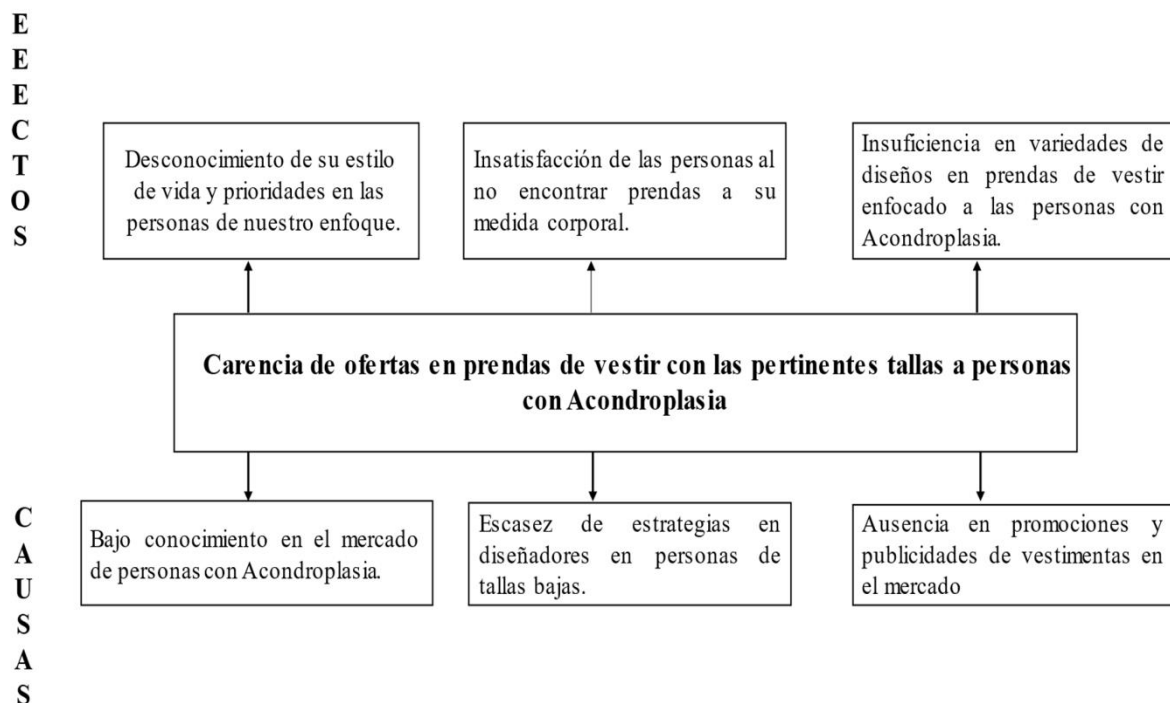 E
E
E
C
T
O
S
Desconocimiento de su estilo
de vida y prioridades en las
personas de nuestro enfoque.
Insatisfacción de las personas al
no encontrar prendas a su
medida corporal.
Insuficiencia en variedades de
diseños en prendas de vestir
enfocado a las personas con
Acondroplasia.
Carencia de ofertas en prendas de vestir con las pertinentes tallas a personas
con Acondroplasia
C
A
U
S
A
S
Bajo conocimiento en el mercado
de personas con Acondroplasia.
Escasez de estrategias en
diseñadores en personas de
tallas bajas.
Ausencia en promociones y
publicidades de vestimentas en
el mercado